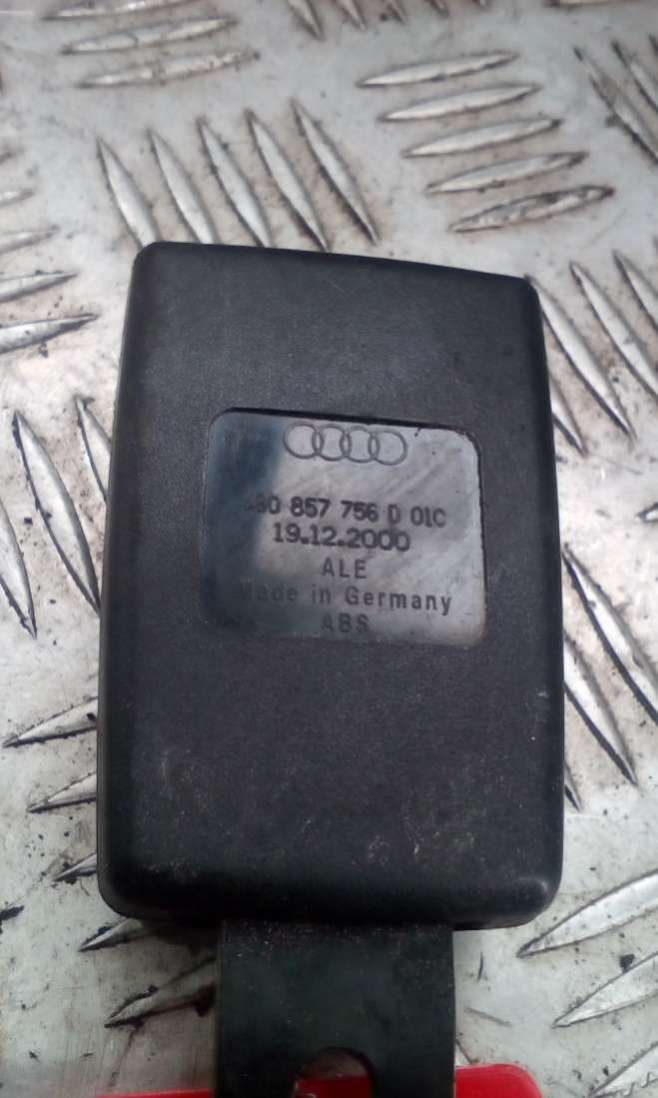 857 756 D 01C
19.12.2000
ALE
Made in Germany
ABS